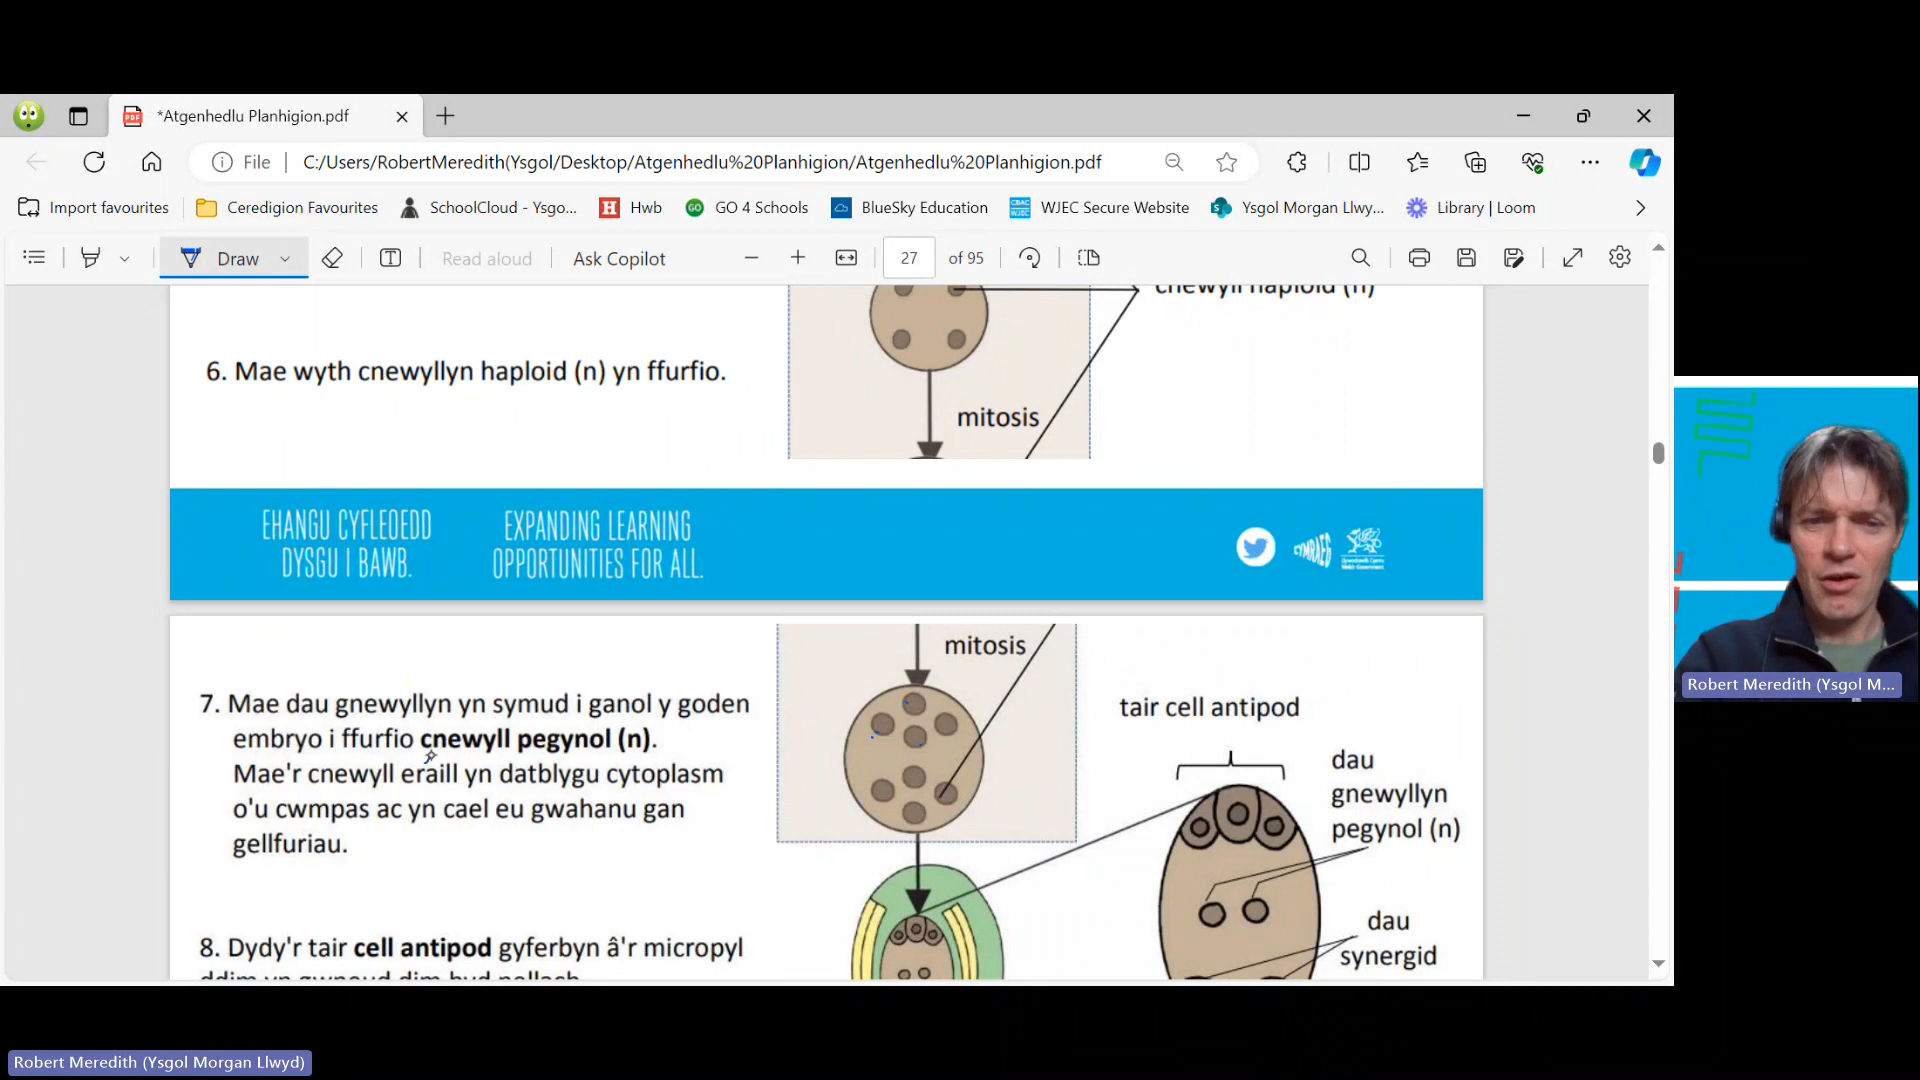 *Atgenhedlu Planhigion.pdf
File
C:/Users/RobertMeredith(Ysgol/Desktop/Atgenhedlu%20Planhigion/Atgenhedlu%20Planhigion.pdf
Import favourites
Ceredigion Favourites
SchoolCloud - Ysgo...
Hwb
GO 4 Schools
BlueSky Education
WJEC Secure Website
Ysgol Morgan Llwy...
Library | Loom
Draw
Read aloud
Ask Copilot
27
of 95
cnewyll haploid (n)
6. Mae wyth cnewyllyn haploid (n) yn ffurfio.
mitosis
EHANGU CYFLEOEDD
DYSGU I BAWB.
EXPANDING LEARNING
OPPORTUNITIES FOR ALL.
CYMRAEG
mitosis
7. Mae dau gnewyllyn yn symud i ganol y goden
embryo i ffurfio cnewyll pegynol (n).
Mae'r cnewyll eraill yn datblygu cytoplasm
o'u cwmpas ac yn cael eu gwahanu gan
gellfuriau.
tair cell antipod
dau
gnewyllyn
pegynol (n)
dau
synergid
8. Dydy'r tair cell antipod gyferbyn â'r micropyl
Robert Meredith (Ysgol M...
Robert Meredith (Ysgol Morgan Llwyd)